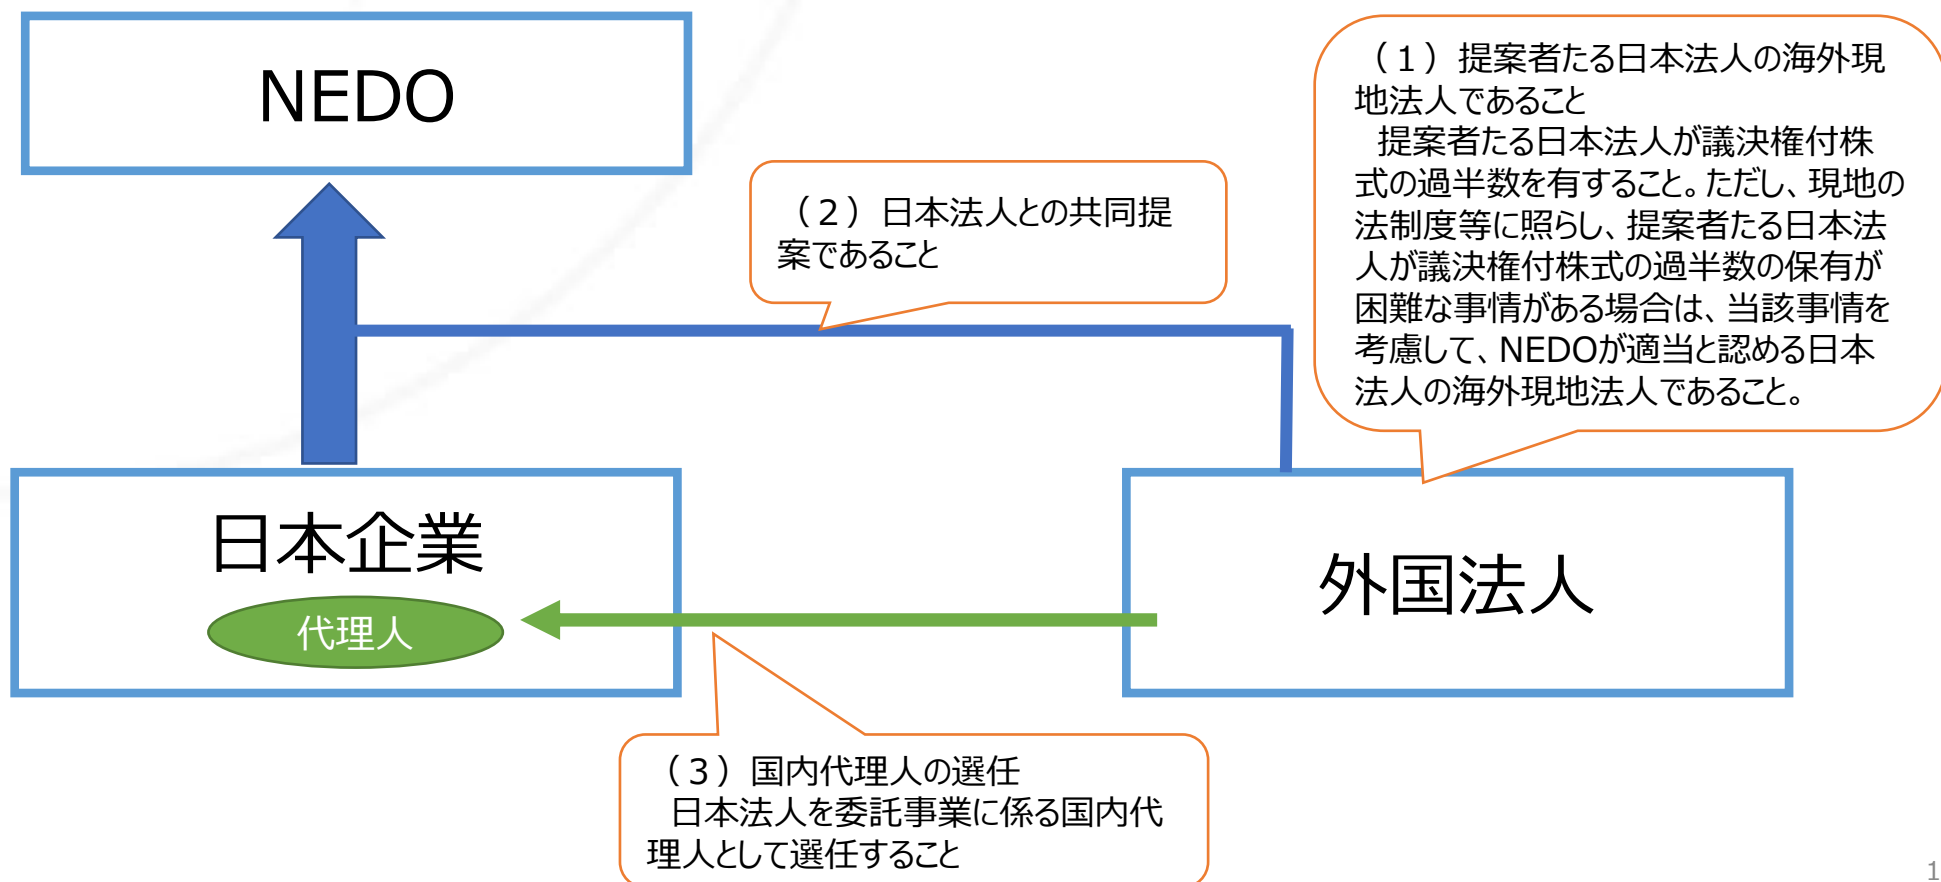 NEDO
（1）提案者たる日本法人の海外現
地法人であること
提案者たる日本法人が議決権付株
式の過半数を有すること。ただし、現地の
法制度等に照らし、提案者たる日本法
人が議決権付株式の過半数の保有が
困難な事情がある場合は、当該事情を
考慮して、NEDOが適当と認める日本
法人の海外現地法人であること。
（2）日本法人との共同提
案であること
日本企業
代理人
外国法人
（3）国内代理人の選任
日本法人を委託事業に係る国内代
理人として選任すること
1